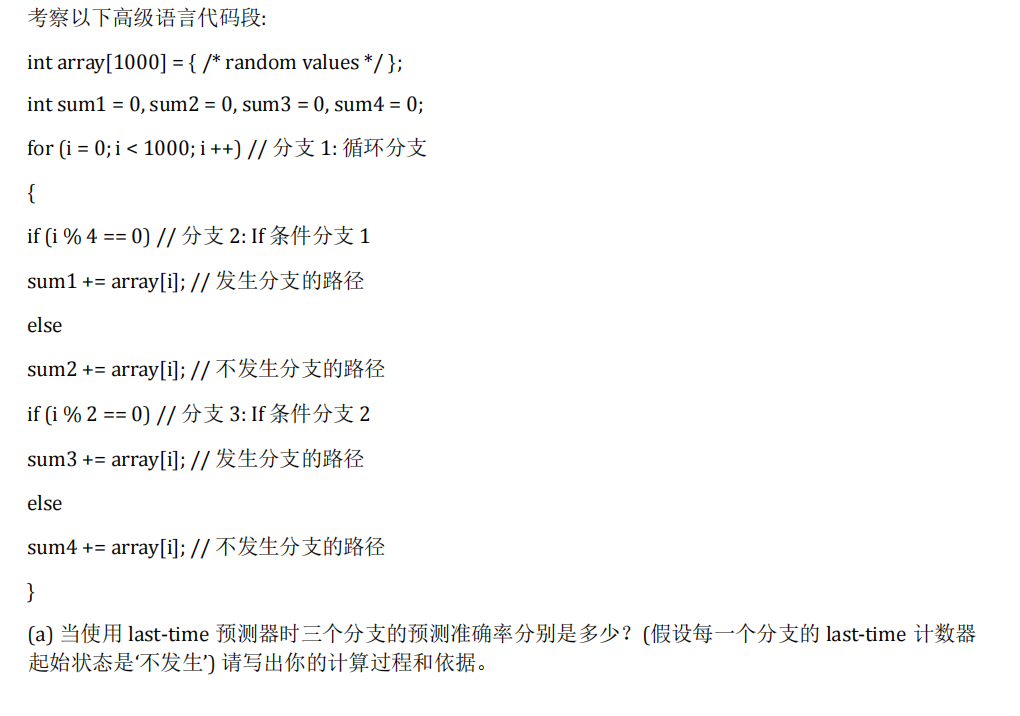 考察以下高级语言代码段:
int array[1000] = { /* random values */ };
int sum1 = 0, sum2 = 0, sum3 = 0, sum4 = 0;
for (i = 0; i < 1000; i ++) // 分支 1: 循环分支
{
if (i % 4 == 0) // 分支 2: If 条件分支 1
sum1 += array[i]; // 发生分支的路径
else
sum2 += array[i]; // 不发生分支的路径
if (i % 2 == 0) // 分支 3: If 条件分支 2
sum3 += array[i]; // 发生分支的路径
else
sum4 += array[i]; // 不发生分支的路径
}
(a) 当使用 last-time 预测器时三个分支的预测准确率分别是多少？(假设每一个分支的 last-time 计数器
起始状态是‘不发生’) 请写出你的计算过程和依据。